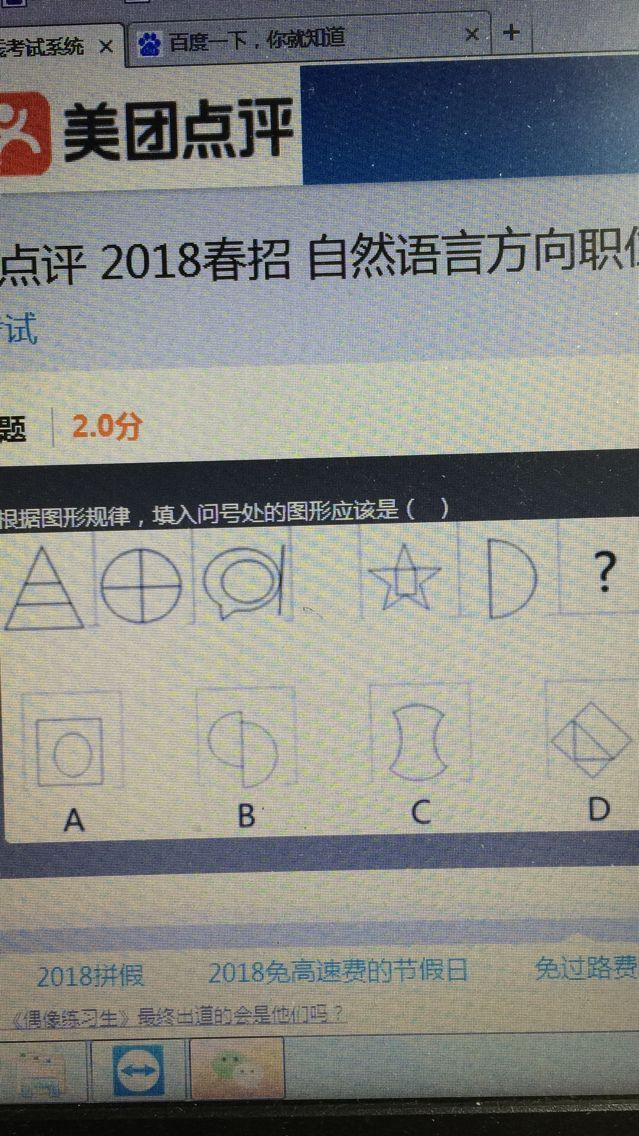 考试系统
百度一下，你就知道
美团点评
点评 2018春招 自然语言方向职
试
题 2.0分
根据图形规律，填入问号处的图形应该是（ ）
?
A B C D
2018拼假 2018免高速费的节假日 免过路费
《偶像练习生》最终出道的会是他们吗？